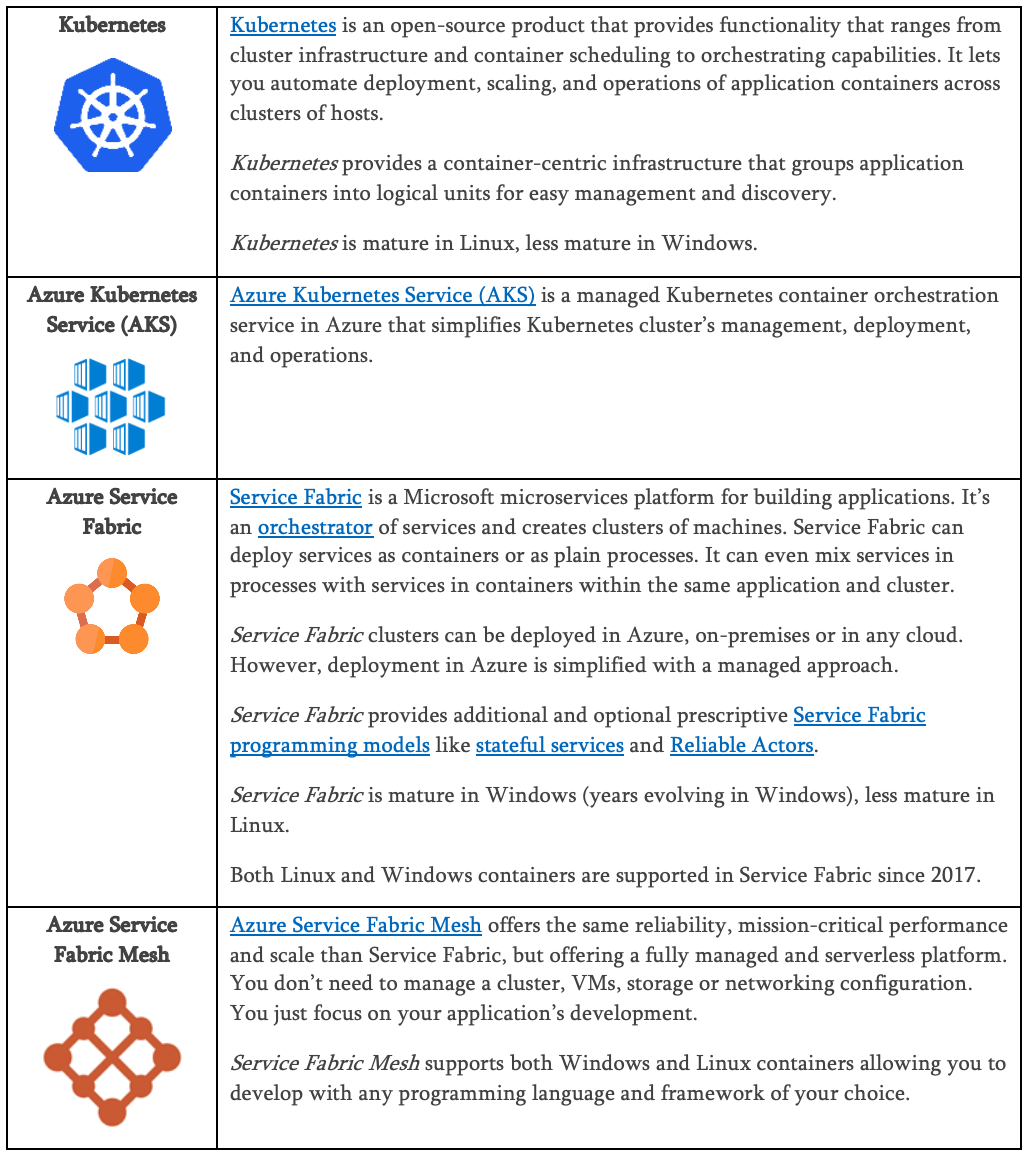 Kubernetes
Kubernetes is an open-source product that provides functionality that ranges from
cluster infrastructure and container scheduling to orchestrating capabilities. It lets
you automate deployment, scaling, and operations of application containers across
clusters of hosts.
Kubernetes provides a container-centric infrastructure that groups application
containers into logical units for easy management and discovery.
Kubernetes is mature in Linux, less mature in Windows.
Azure Kubernetes
Service (AKS)
Azure Kubernetes Service (AKS) is a managed Kubernetes container orchestration
service in Azure that simplifies Kubernetes cluster’s management, deployment,
and operations.
Azure Service
Fabric
Service Fabric is a Microsoft microservices platform for building applications. It’s
an orchestrator of services and creates clusters of machines. Service Fabric can
deploy services as containers or as plain processes. It can even mix services in
processes with services in containers within the same application and cluster.
Service Fabric clusters can be deployed in Azure, on-premises or in any cloud.
However, deployment in Azure is simplified with a managed approach.
Service Fabric provides additional and optional prescriptive Service Fabric
programming models like stateful services and Reliable Actors.
Service Fabric is mature in Windows (years evolving in Windows), less mature in
Linux.
Both Linux and Windows containers are supported in Service Fabric since 2017.
Azure Service
Fabric Mesh
Azure Service Fabric Mesh offers the same reliability, mission-critical performance
and scale than Service Fabric, but offering a fully managed and serverless platform.
You don’t need to manage a cluster, VMs, storage or networking configuration.
You just focus on your application’s development.
Service Fabric Mesh supports both Windows and Linux containers allowing you to
develop with any programming language and framework of your choice.